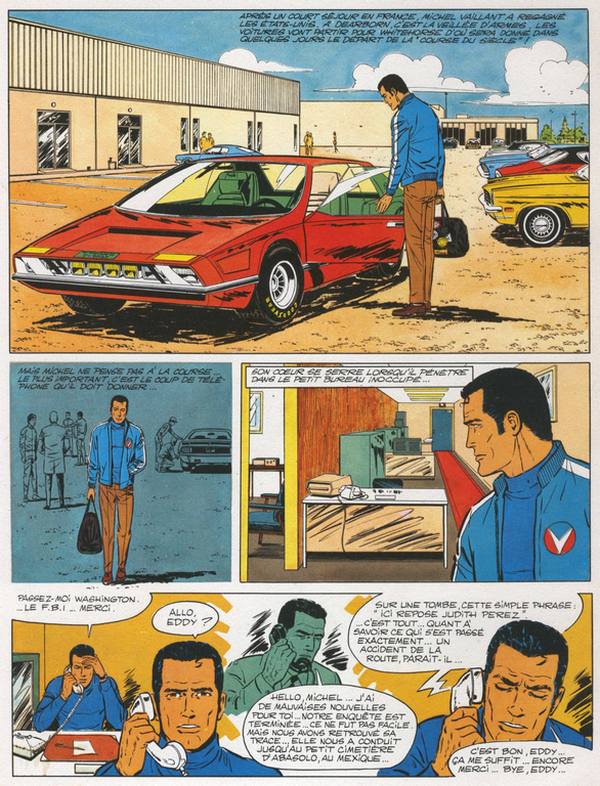 APRÈS UN COURT SÉJOUR EN FRANCE, MICHEL VAILLANT A REGAGNÉ
LES ÉTATS-UNIS. A DEARBORN, C'EST LA VEILLÉE D'ARMES. LES
VOITURES VONT PARTIR POUR WHITEHORSE D'OÙ SERA DONNÉ DANS
QUELQUES JOURS LE DÉPART DE LA "COURSE DU SIÈCLE" !
GOODYEAR
MAIS MICHEL NE PENSE PAS À LA COURSE...
LE PLUS IMPORTANT, C'EST LE COUP DE TÉLÉ-
PHONE QU'IL DOIT DONNER...
SON COEUR SE SERRE LORSQU'IL PÉNÈTRE
DANS LE PETIT BUREAU INOCCUPÉ...
V
PASSEZ-MOI WASHINGTON.
...LE F.B.I... MERCI.
ALLO,
EDDY ?
HELLO, MICHEL... J'AI
DE MAUVAISES NOUVELLES
POUR TOI... NOTRE ENQUÊTE EST
TERMINÉE... CE NE FUT PAS FACILE
MAIS NOUS AVONS RETROUVÉ SA
TRACE... ELLE NOUS A CONDUIT
JUSQU'AU PETIT CIMETIÈRE
D'ABASOLO, AU MEXIQUE...
SUR UNE TOMBE, CETTE SIMPLE PHRASE :
"ICI REPOSE JUDITH PEREZ"
...C'EST TOUT... QUANT À
SAVOIR CE QUI S'EST PASSÉ
EXACTEMENT... UN
ACCIDENT DE LA
ROUTE, PARAIT-IL...
C'EST BON, EDDY...
ÇA ME SUFFIT... ENCORE
MERCI... BYE, EDDY...